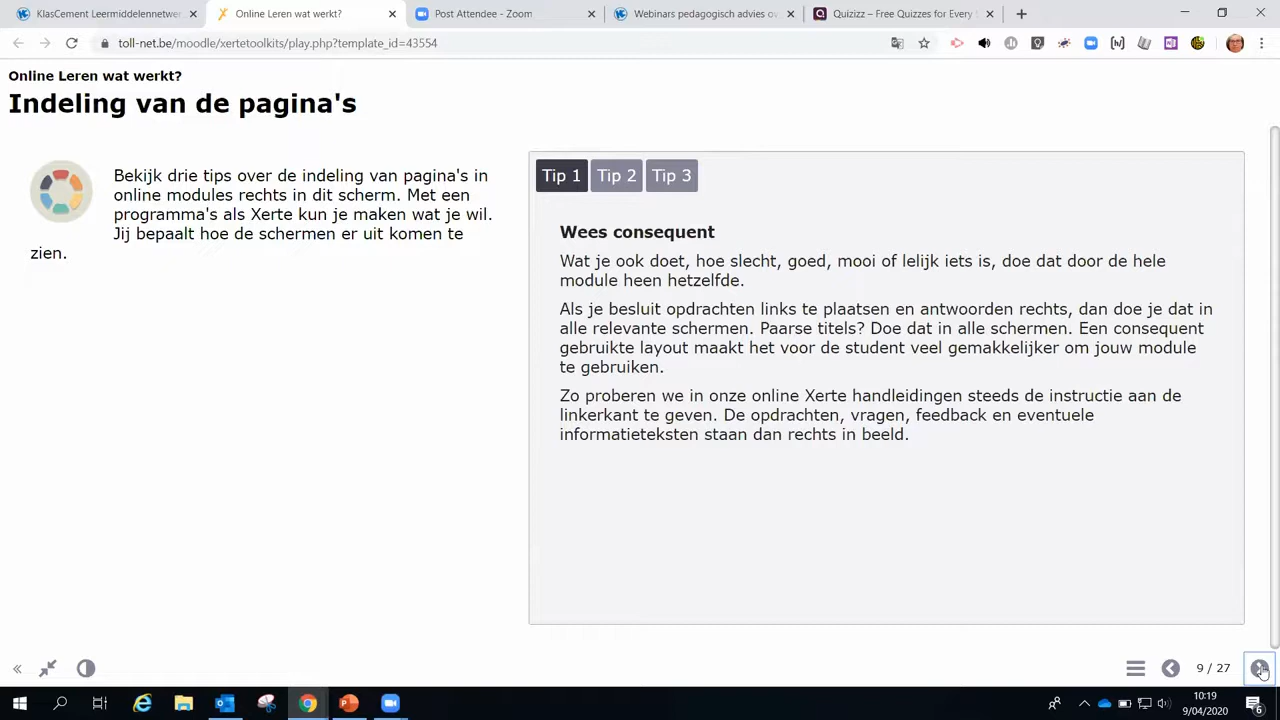 KlasCement Leermiddelennetwer
Online Leren wat werkt?
Post Attendee - Zoom
Webinars pedagogisch advies ov
Quizizz – Free Quizzes for Every
toll-net.be/moodle/xertetoolkits/play.php?template_id=43554
Online Leren wat werkt?
Indeling van de pagina's
Bekijk drie tips over de indeling van pagina's in
online modules rechts in dit scherm. Met een
programma's als Xerte kun je maken wat je wil.
Jij bepaalt hoe de schermen er uit komen te
zien.
Tip 1 Tip 2 Tip 3
Wees consequent
Wat je ook doet, hoe slecht, goed, mooi of lelijk iets is, doe dat door de hele
module heen hetzelfde.
Als je besluit opdrachten links te plaatsen en antwoorden rechts, dan doe je dat in
alle relevante schermen. Paarse titels? Doe dat in alle schermen. Een consequent
gebruikte layout maakt het voor de student veel gemakkelijker om jouw module
te gebruiken.
Zo proberen we in onze online Xerte handleidingen steeds de instructie aan de
linkerkant te geven. De opdrachten, vragen, feedback en eventuele
informatieteksten staan dan rechts in beeld.
9 / 27
10:19
9/04/2020
6